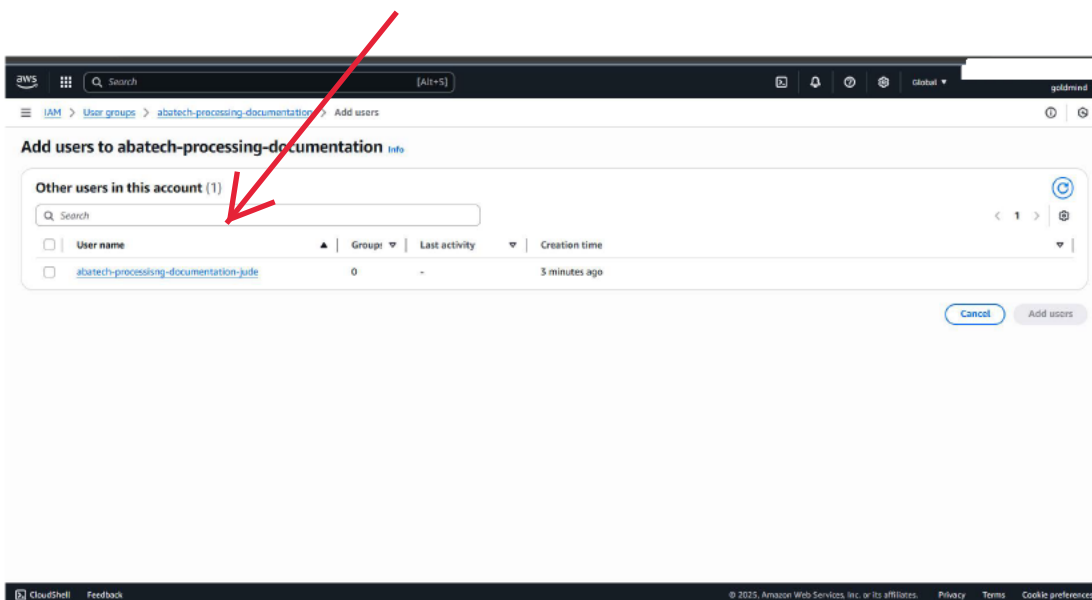 aws Search [Alt+S] Global ▼
goldmind
IAM > User groups > abatech-processing-documentation > Add users
Add users to abatech-processing-documentation Info
Other users in this account (1)
Search
< 1 >
User name ▲ Groups ▼ Last activity ▼ Creation time ▼
abatech-processisng-documentation-jude 0 - 3 minutes ago
Cancel Add users
CloudShell Feedback © 2025, Amazon Web Services, Inc. or its affiliates. Privacy Terms Cookie preferences